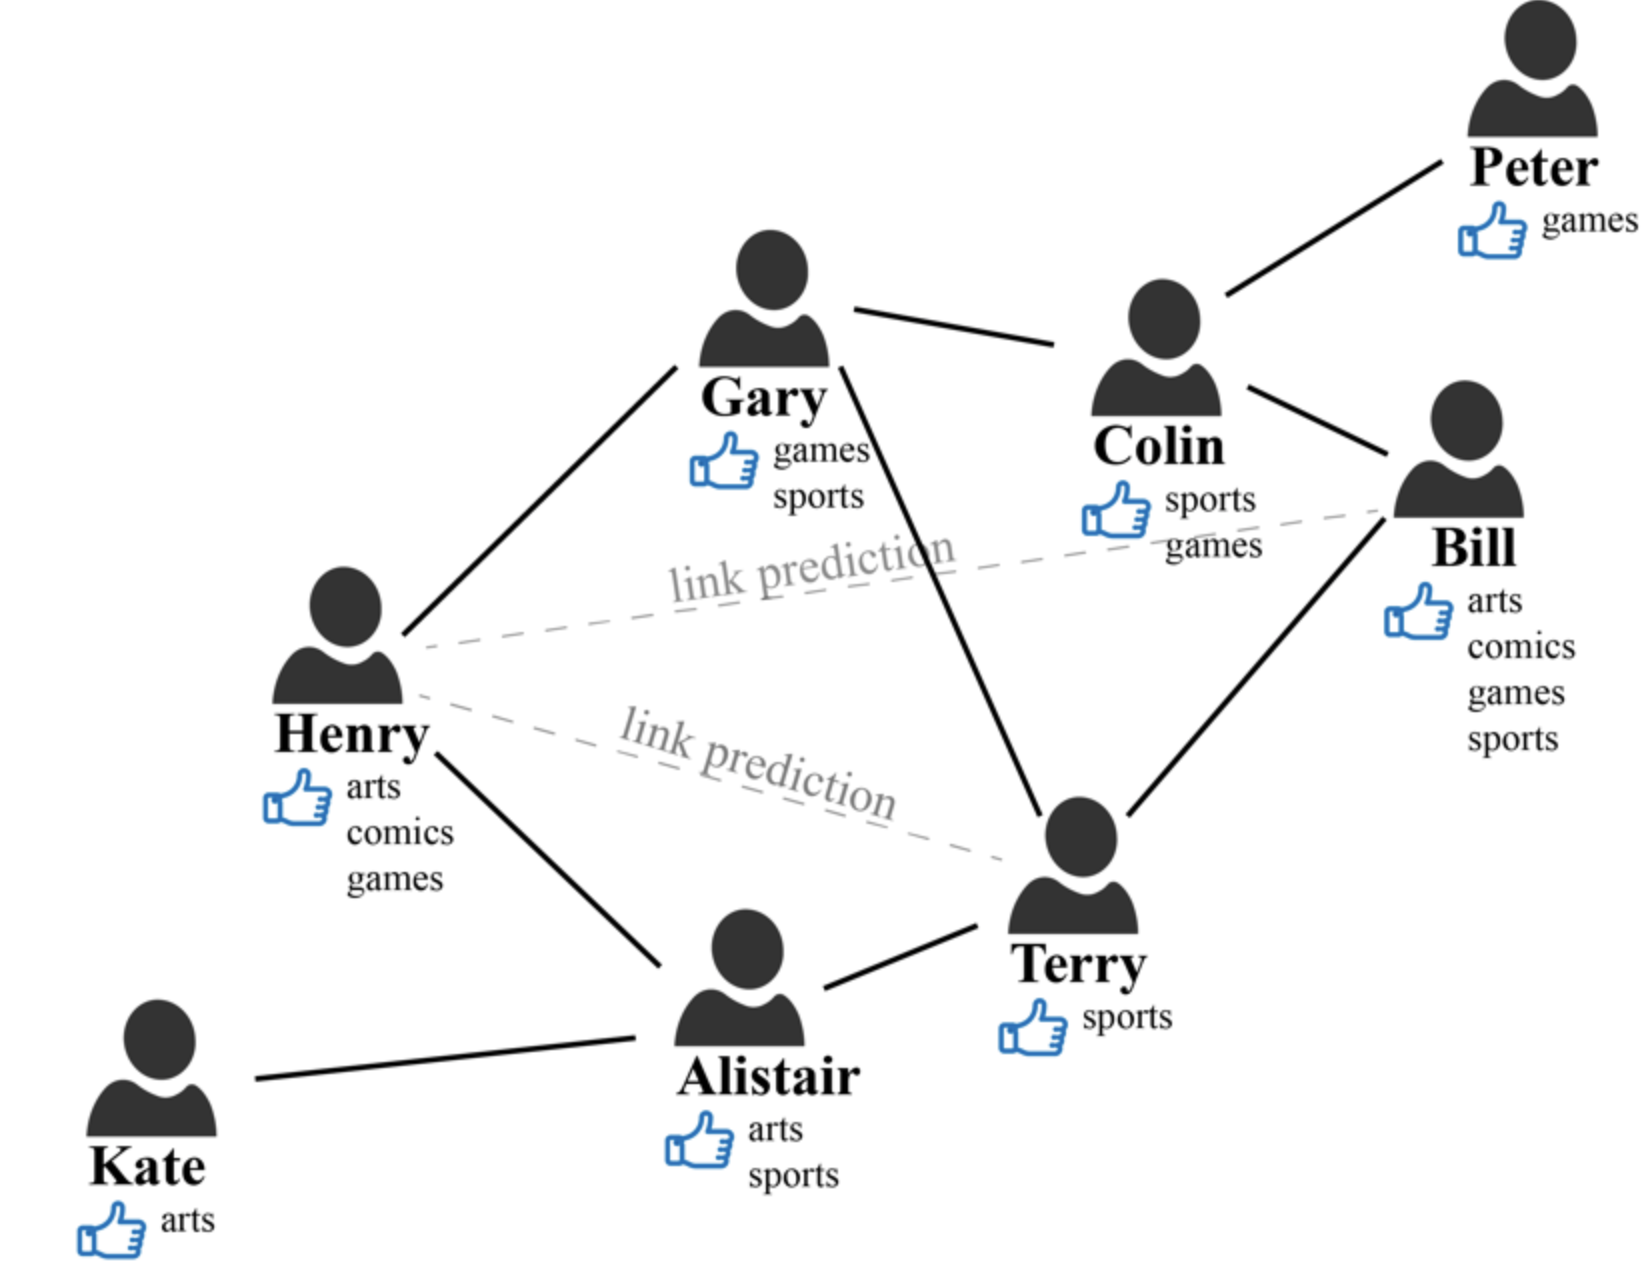 Peter
games
Gary
games
sports
Colin
sports
games
Bill
arts
comics
games
sports
link prediction
Henry
arts
comics
games
link prediction
Terry
sports
Alistair
arts
sports
Kate
arts